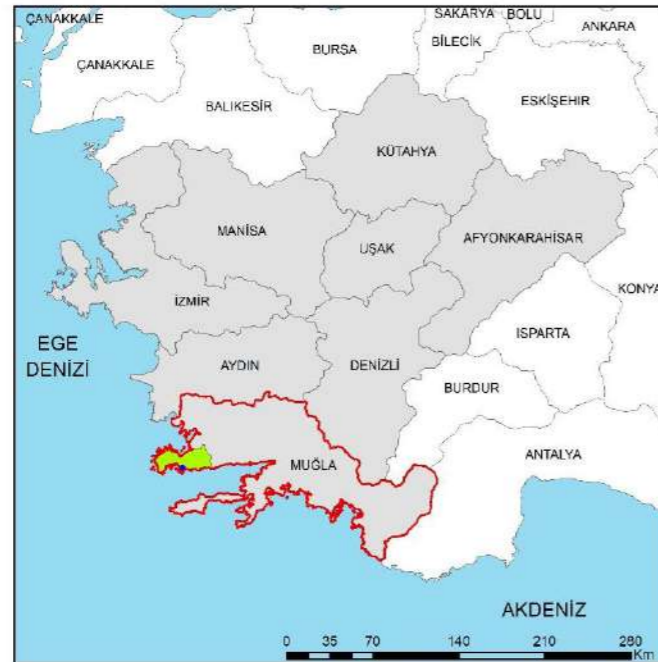 ÇANAKKALE
SAKARYA
BOLU
ANKARA
BURSA
BİLECİK
ÇANAKKALE
ESKİŞEHİR
BALIKESİR
KÜTAHYA
MANİSA
UŞAK
AFYONKARAHİSAR
KONYA
İZMİR
ISPARTA
EGE
DENİZİ
AYDIN
DENİZLİ
BURDUR
MUĞLA
ANTALYA
AKDENİZ
0 35 70 140 210 280
Km